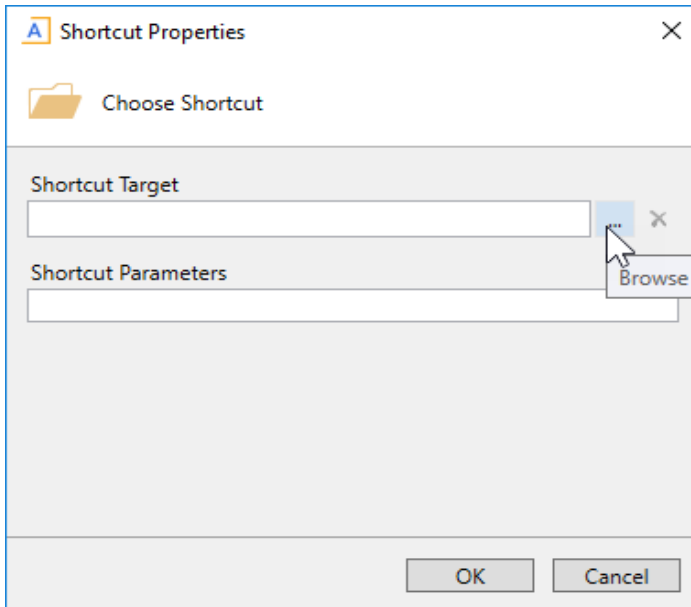 A Shortcut Properties
Choose Shortcut
Shortcut Target
...
Browse
Shortcut Parameters
OK Cancel